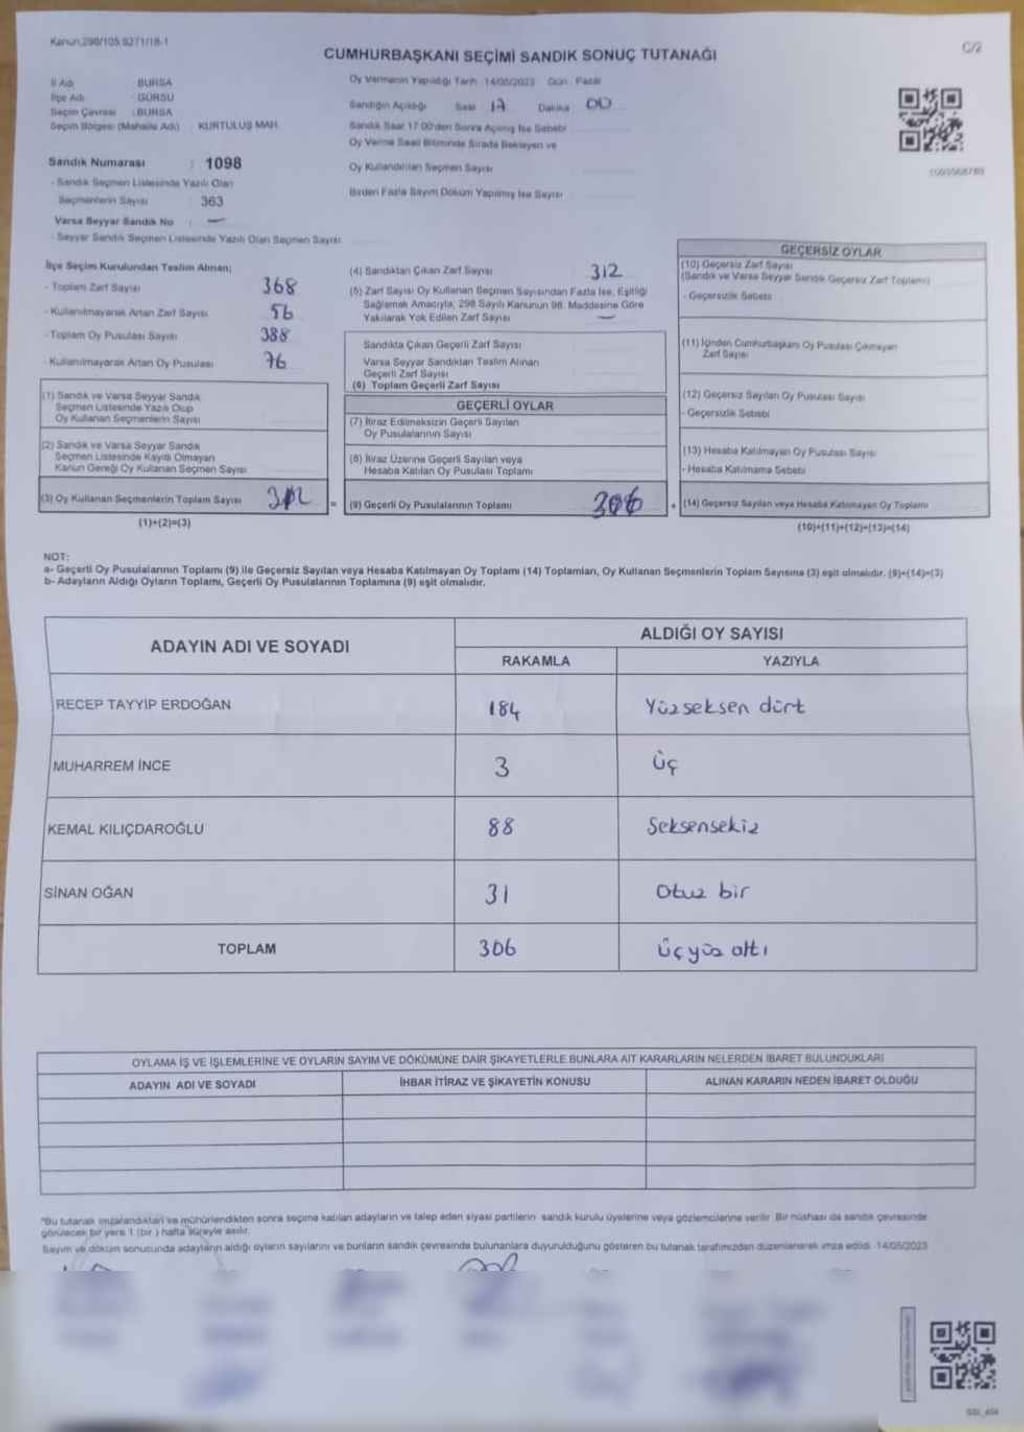 Kanun:298/105 S271/18-1
C/2
CUMHURBAŞKANI SEÇİMİ SANDIK SONUÇ TUTANAĞI
İl Adı : BURSA
İlçe Adı : GÜRSU
Seçim Çevresi : BURSA
Seçim Bölgesi (Mahalle Adı) : KURTULUŞ MAH.
Sandık Numarası : 1098
- Sandık Seçmen Listesinde Yazılı Olan
Seçmenlerin Sayısı : 363
Varsa Seyyar Sandık No : —
- Seyyar Sandık Seçmen Listesinde Yazılı Olan Seçmen Sayısı
Oy Vermenin Yapıldığı Tarih : 14/05/2023 Gün : Pazar
Sandığın Açıldığı Saat 17 Dakika 00
Sandık Saat 17:00'den Sonra Açılmış İse Sebebi
Oy Verme Saati Bitiminde Sırada Bekleyen ve
Oy Kullandırılan Seçmen Sayısı
Birden Fazla Sayım Döküm Yapılmış İse Sayısı
İlçe Seçim Kurulundan Teslim Alınan;
- Toplam Zarf Sayısı 368
- Kullanılmayarak Artan Zarf Sayısı 56
- Toplam Oy Pusulası Sayısı 388
- Kullanılmayarak Artan Oy Pusulası 76
(1) Sandık ve Varsa Seyyar Sandık
Seçmen Listesinde Yazılı Olup
Oy Kullanan Seçmenlerin Sayısı
(2) Sandık ve Varsa Seyyar Sandık
Seçmen Listesinde Kayıtlı Olmayan
Kanun Gereği Oy Kullanan Seçmen Sayısı
(3) Oy Kullanan Seçmenlerin Toplam Sayısı 312
(1)+(2)=(3)
(4) Sandıktan Çıkan Zarf Sayısı 312
(5) Zarf Sayısı Oy Kullanan Seçmen Sayısından Fazla İse, Eşitliği
Sağlamak Amacıyla, 298 Sayılı Kanunun 98. Maddesine Göre
Yakılarak Yok Edilen Zarf Sayısı —
Sandıkta Çıkan Geçerli Zarf Sayısı
Varsa Seyyar Sandıktan Teslim Alınan
Geçerli Zarf Sayısı
(6) Toplam Geçerli Zarf Sayısı
GEÇERLİ OYLAR
(7) İtiraz Edilmeksizin Geçerli Sayılan
Oy Pusulalarının Sayısı
(8) İtiraz Üzerine Geçerli Sayılan veya
Hesaba Katılan Oy Pusulası Toplamı
= (9) Geçerli Oy Pusulalarının Toplamı 306
GEÇERSİZ OYLAR
(10) Geçersiz Zarf Sayısı
(Sandık ve Varsa Seyyar Sandık Geçersiz Zarf Toplamı)
- Geçersizlik Sebebi
(11) İçinden Cumhurbaşkanı Oy Pusulası Çıkmayan
Zarf Sayısı
(12) Geçersiz Sayılan Oy Pusulası Sayısı
- Geçersizlik Sebebi
(13) Hesaba Katılmayan Oy Pusulası Sayısı
- Hesaba Katılmama Sebebi
+ (14) Geçersiz Sayılan veya Hesaba Katılmayan Oy Toplamı
(10)+(11)+(12)+(13)=(14)
NOT:
a- Geçerli Oy Pusulalarının Toplamı (9) ile Geçersiz Sayılan veya Hesaba Katılmayan Oy Toplamı (14) Toplamları, Oy Kullanan Seçmenlerin Toplam Sayısına (3) eşit olmalıdır. (9)+(14)=(3)
b- Adayların Aldığı Oyların Toplamı, Geçerli Oy Pusulalarının Toplamına (9) eşit olmalıdır.
ADAYIN ADI VE SOYADI ALDIĞI OY SAYISI
RAKAMLA YAZIYLA
RECEP TAYYİP ERDOĞAN 184 Yüzseksen dört
MUHARREM İNCE 3 Üç
KEMAL KILIÇDAROĞLU 88 Seksensekiz
SİNAN OĞAN 31 Otuz bir
TOPLAM 306 Üçyüz altı
OYLAMA İŞ VE İŞLEMLERİNE VE OYLARIN SAYIM VE DÖKÜMÜNE DAİR ŞİKAYETLERLE BUNLARA AİT KARARLARIN NELERDEN İBARET BULUNDUKLARI
ADAYIN ADI VE SOYADI İHBAR İTİRAZ VE ŞİKAYETİN KONUSU ALINAN KARARIN NEDEN İBARET OLDUĞU
*Bu tutanak imzalandıktan ve mühürlendikten sonra seçime katılan adayların ve talep eden siyasi partilerin sandık kurulu üyelerine veya gözlemcilerine verilir. Bir nüshası da sandık çevresinde
görülecek bir yere 1 (bir) hafta süreyle asılır.
Sayım ve döküm sonucunda adayların aldığı oyların sayılarını ve bunların sandık çevresinde bulunanlara duyurulduğunu gösteren bu tutanak tarafımızdan düzenlenerek imza edildi. 14/05/2023